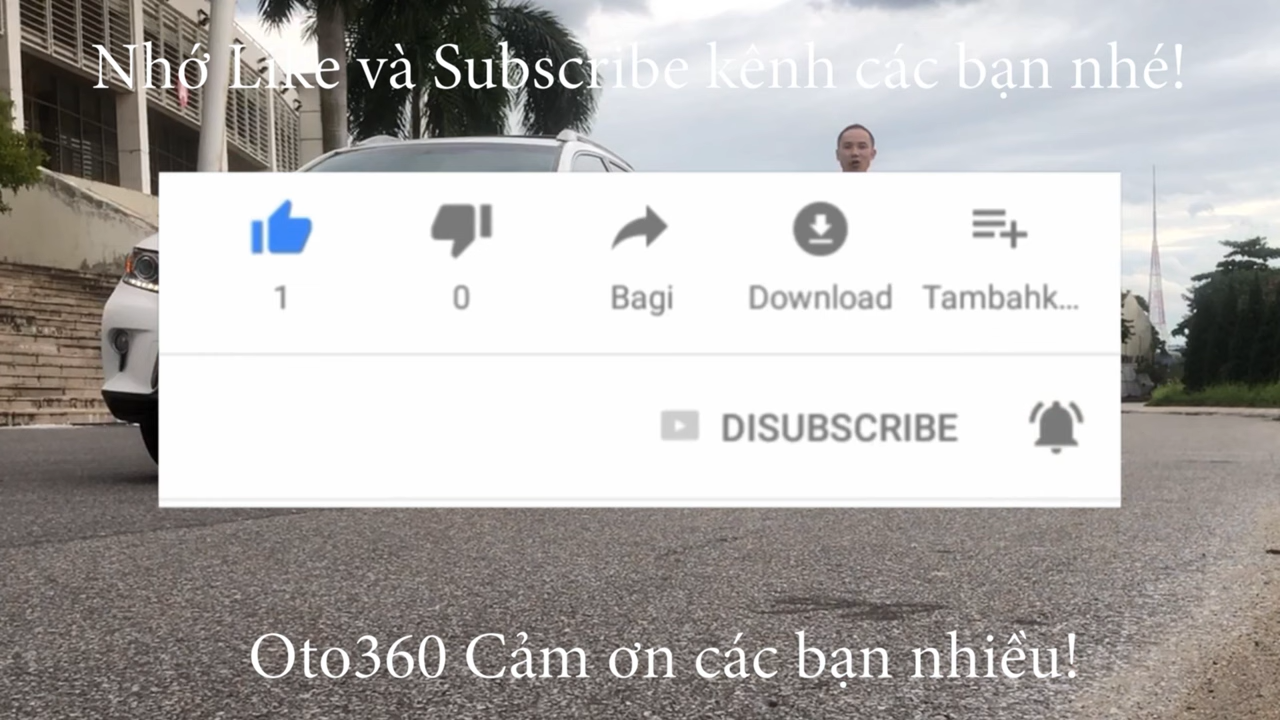 Nhớ Like và Subscribe kênh các bạn nhé!
1 0 Bagi Download Tambahk...
DISUBSCRIBE
Oto360 Cảm ơn các bạn nhiều!